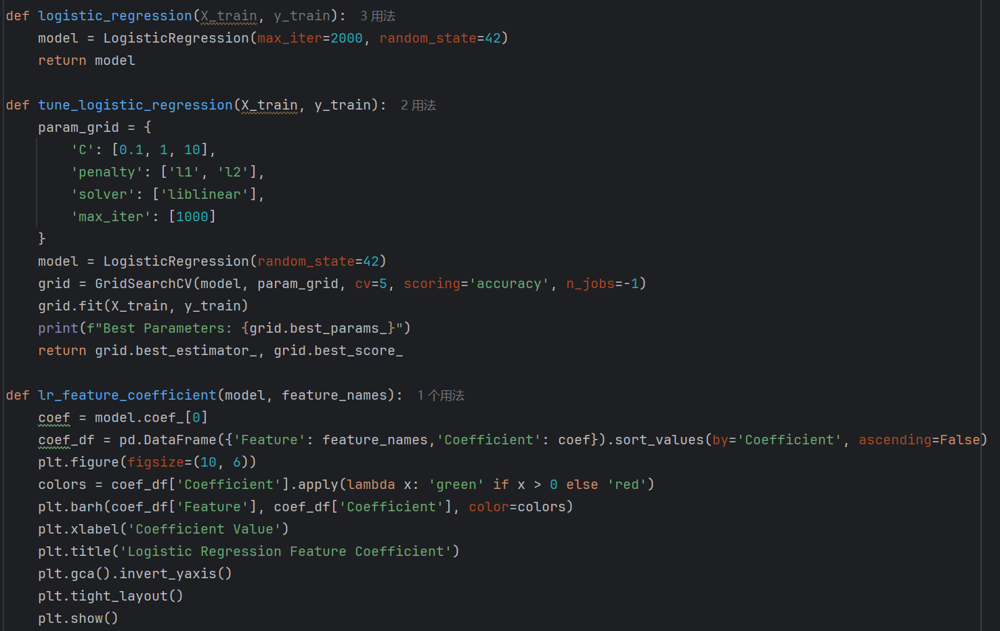 def logistic_regression(X_train, y_train):  3 用法
    model = LogisticRegression(max_iter=2000, random_state=42)
    return model

def tune_logistic_regression(X_train, y_train):  2 用法
    param_grid = {
        'C': [0.1, 1, 10],
        'penalty': ['l1', 'l2'],
        'solver': ['liblinear'],
        'max_iter': [1000]
    }
    model = LogisticRegression(random_state=42)
    grid = GridSearchCV(model, param_grid, cv=5, scoring='accuracy', n_jobs=-1)
    grid.fit(X_train, y_train)
    print(f"Best Parameters: {grid.best_params_}")
    return grid.best_estimator_, grid.best_score_

def lr_feature_coefficient(model, feature_names):  1 个用法
    coef = model.coef_[0]
    coef_df = pd.DataFrame({'Feature': feature_names,'Coefficient': coef}).sort_values(by='Coefficient', ascending=False)
    plt.figure(figsize=(10, 6))
    colors = coef_df['Coefficient'].apply(lambda x: 'green' if x > 0 else 'red')
    plt.barh(coef_df['Feature'], coef_df['Coefficient'], color=colors)
    plt.xlabel('Coefficient Value')
    plt.title('Logistic Regression Feature Coefficient')
    plt.gca().invert_yaxis()
    plt.tight_layout()
    plt.show()